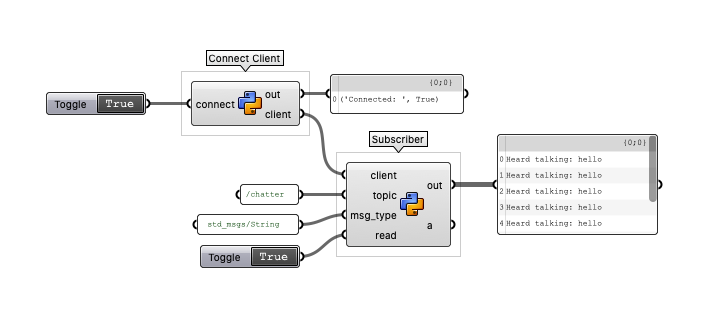 Connect Client
Toggle True
connect
out
client
{0;0}
0 ('Connected: ', True)
Subscriber
client
topic
msg_type
read
out
a
/chatter
std_msgs/String
Toggle True
{0;0}
0 Heard talking: hello
1 Heard talking: hello
2 Heard talking: hello
3 Heard talking: hello
4 Heard talking: hello